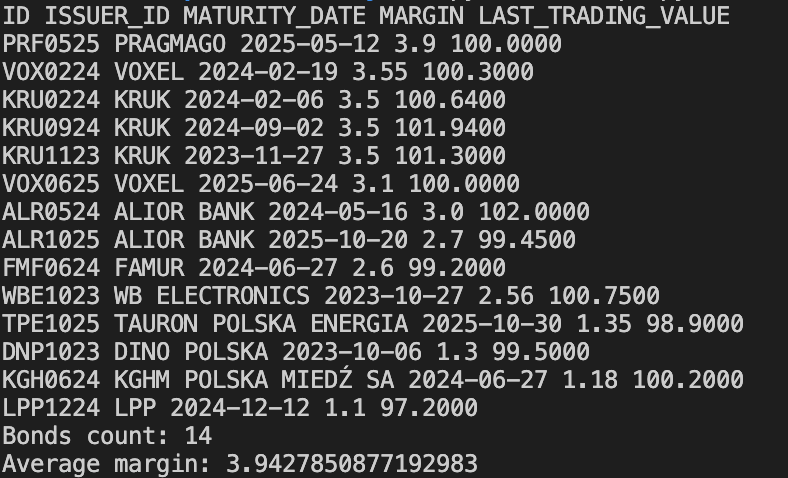 ID ISSUER_ID MATURITY_DATE MARGIN LAST_TRADING_VALUE
PRF0525 PRAGMAGO 2025-05-12 3.9 100.0000
VOX0224 VOXEL 2024-02-19 3.55 100.3000
KRU0224 KRUK 2024-02-06 3.5 100.6400
KRU0924 KRUK 2024-09-02 3.5 101.9400
KRU1123 KRUK 2023-11-27 3.5 101.3000
VOX0625 VOXEL 2025-06-24 3.1 100.0000
ALR0524 ALIOR BANK 2024-05-16 3.0 102.0000
ALR1025 ALIOR BANK 2025-10-20 2.7 99.4500
FMF0624 FAMUR 2024-06-27 2.6 99.2000
WBE1023 WB ELECTRONICS 2023-10-27 2.56 100.7500
TPE1025 TAURON POLSKA ENERGIA 2025-10-30 1.35 98.9000
DNP1023 DINO POLSKA 2023-10-06 1.3 99.5000
KGH0624 KGHM POLSKA MIEDŹ SA 2024-06-27 1.18 100.2000
LPP1224 LPP 2024-12-12 1.1 97.2000
Bonds count: 14
Average margin: 3.9427850877192983